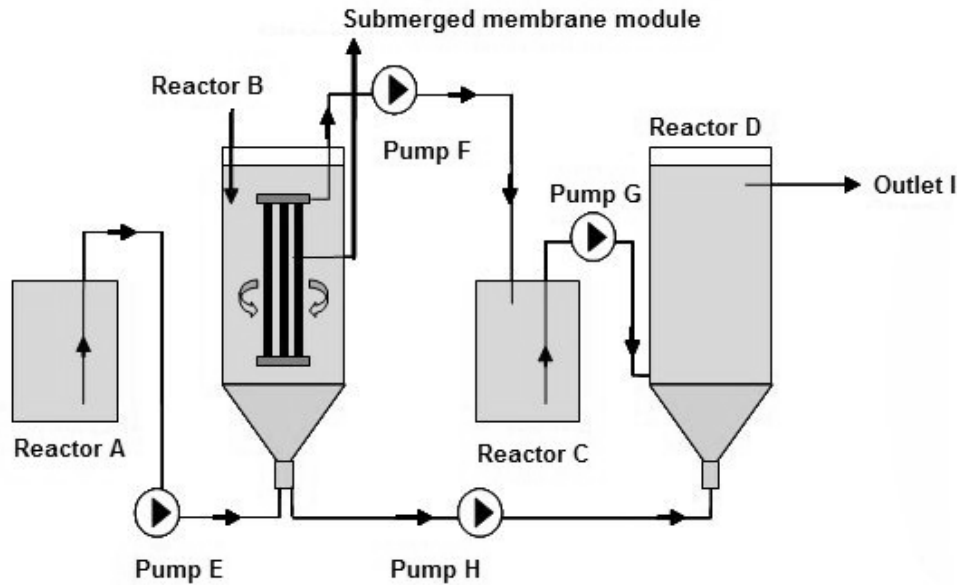 Submerged membrane module
Reactor B
Pump F
Reactor D
Outlet I
Pump G
Reactor A
Reactor C
Pump E
Pump H